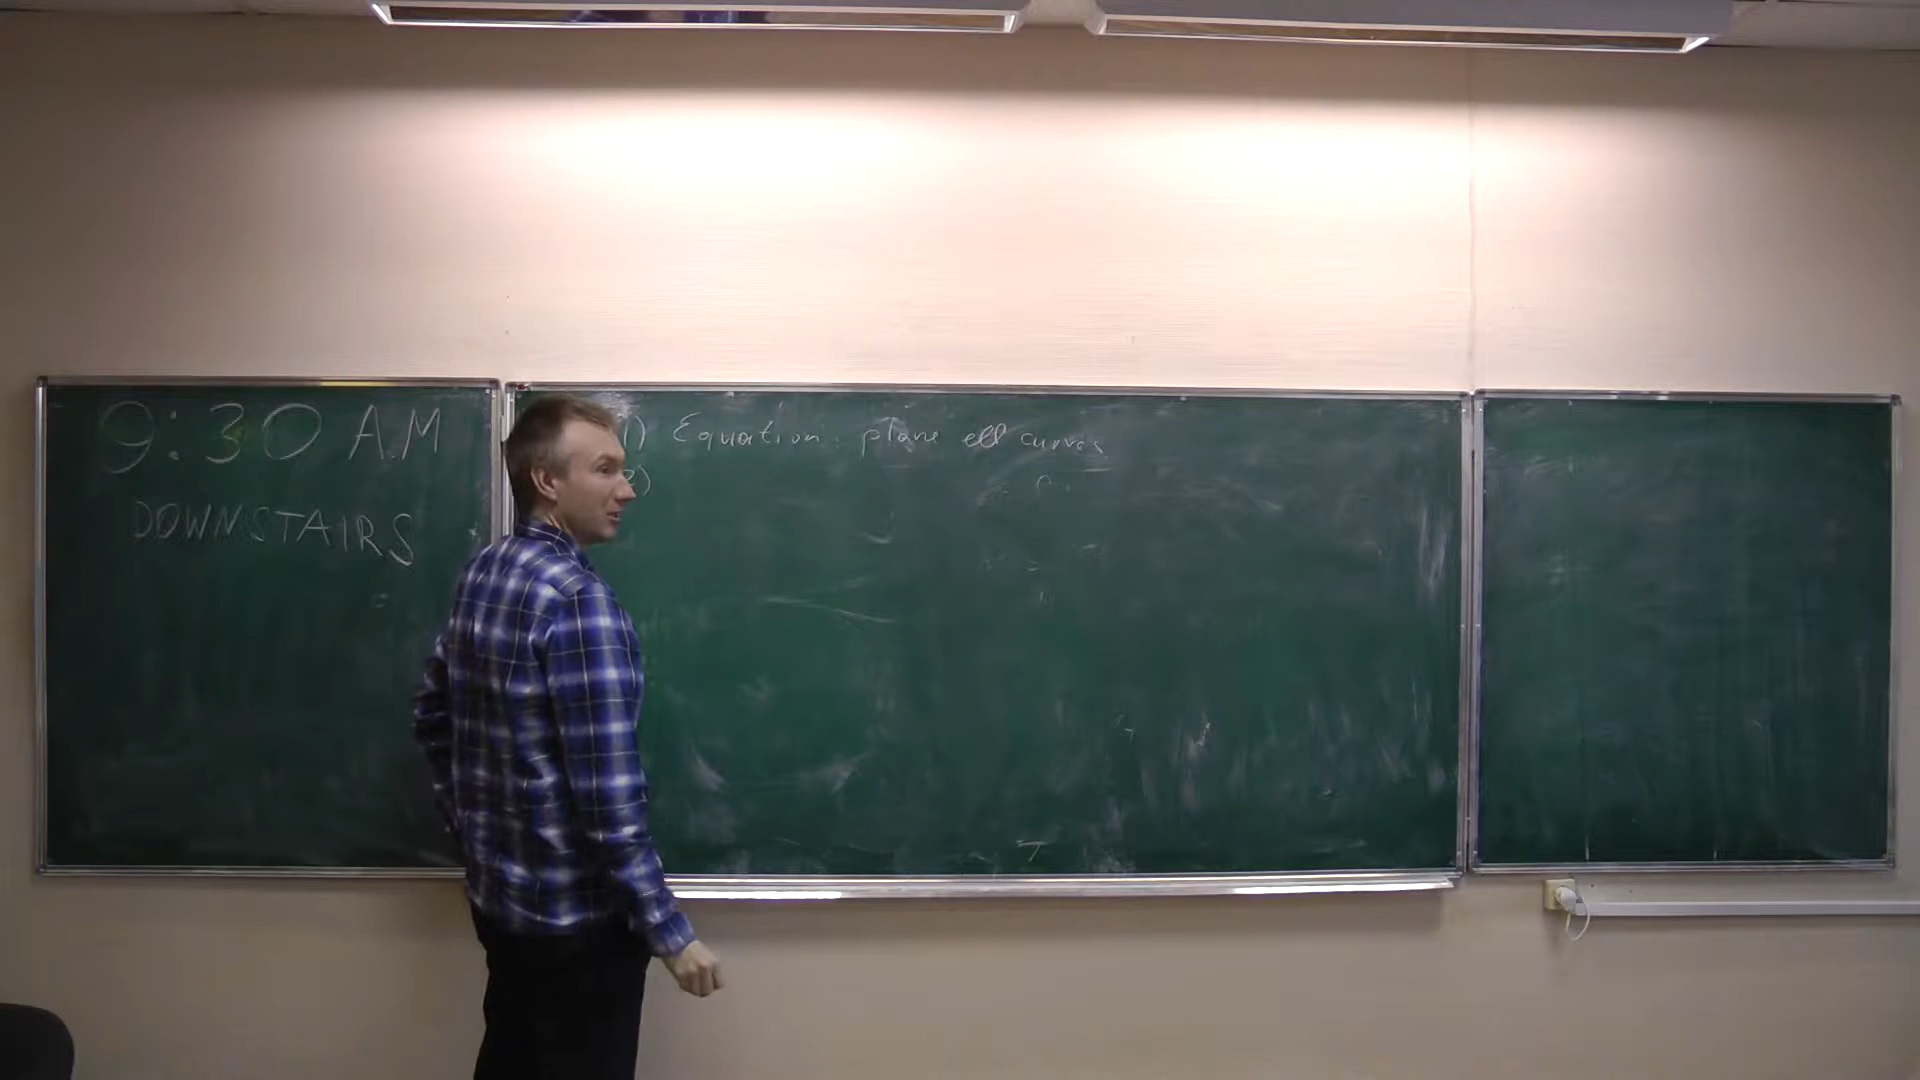 9:30 A.M
DOWNSTAIRS
1) Equation: plane ell curves
2)